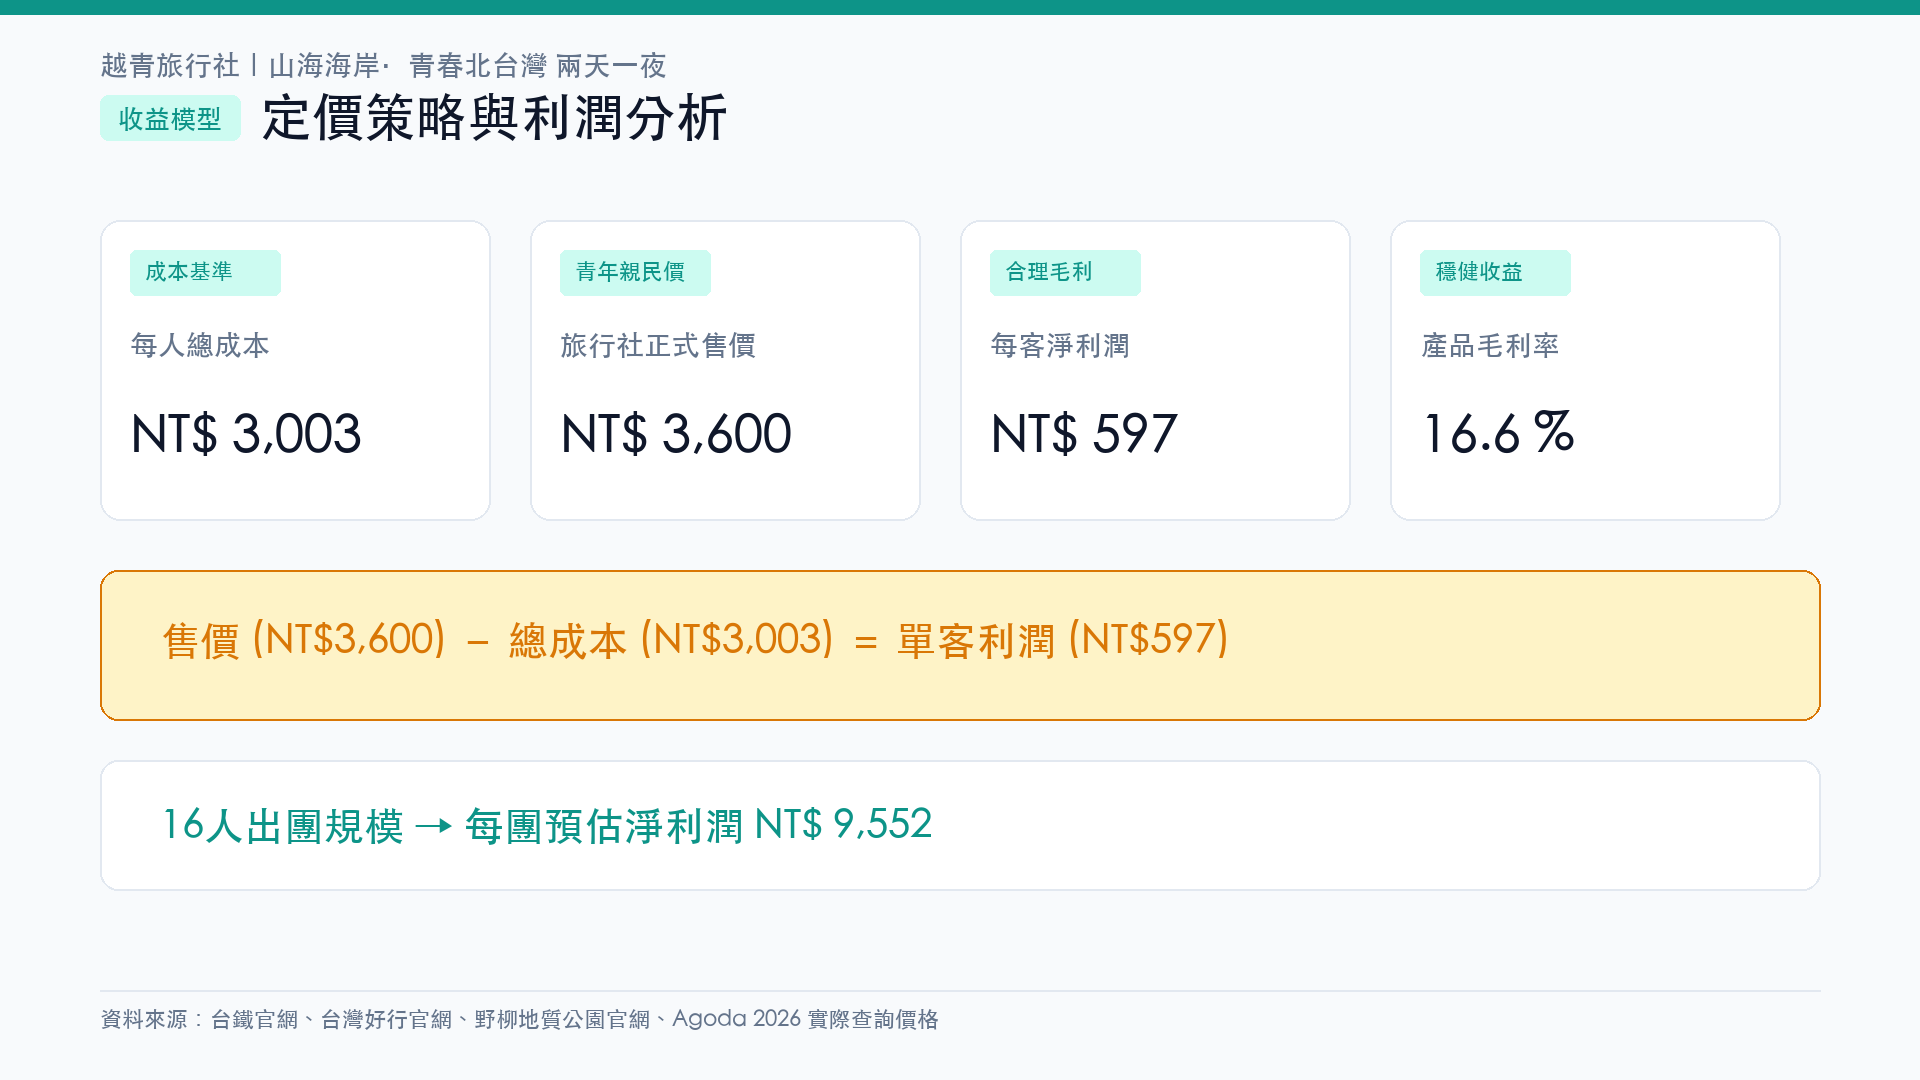 越青旅行社｜山海海岸·青春北台灣 兩天一夜
收益模型 定價策略與利潤分析
成本基準
每人總成本
NT$ 3,003
青年親民價
旅行社正式售價
NT$ 3,600
合理毛利
每客淨利潤
NT$ 597
穩健收益
產品毛利率
16.6 %
售價 (NT$3,600) － 總成本 (NT$3,003) ＝ 單客利潤 (NT$597)
16人出團規模 → 每團預估淨利潤 NT$ 9,552
資料來源：台鐵官網、台灣好行官網、野柳地質公園官網、Agoda 2026 實際查詢價格